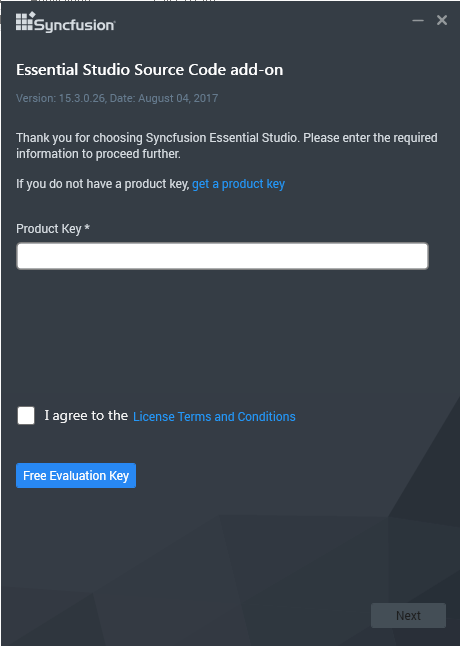 Syncfusion
Essential Studio Source Code add-on
Version: 15.3.0.26, Date: August 04, 2017
Thank you for choosing Syncfusion Essential Studio. Please enter the required
information to proceed further.
If you do not have a product key, get a product key
Product Key *
I agree to the License Terms and Conditions
Free Evaluation Key
Next